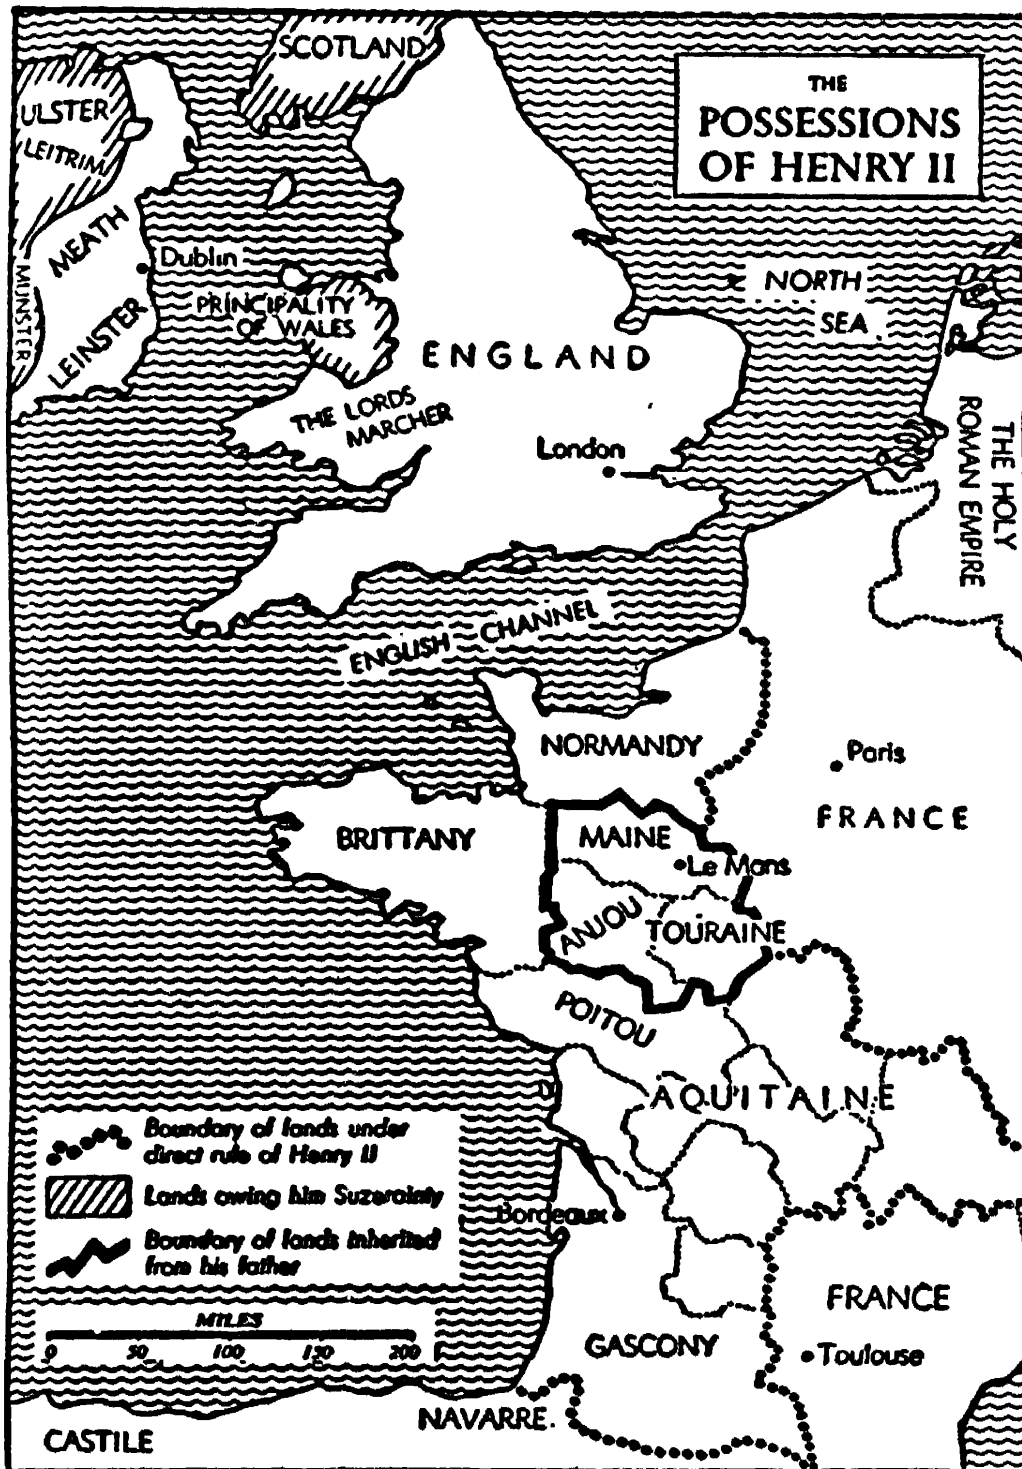 THE
POSSESSIONS
OF HENRY II
SCOTLAND
ULSTER
LEITRIM
MEATH
Dublin
MUNSTER
LEINSTER
PRINCIPALITY
OF WALES
NORTH
SEA
ENGLAND
THE LORDS
MARCHER
London
THE HOLY
ROMAN EMPIRE
ENGLISH CHANNEL
NORMANDY
Paris
FRANCE
BRITTANY
MAINE
Le Mans
ANJOU
TOURAINE
POITOU
AQUITAINE
Boundary of lands under
direct rule of Henry II
Lands owing him Suzerainty
Boundary of lands inherited
from his father
Bordeaux
MILES
0 50 100 150 200
FRANCE
GASCONY
Toulouse
NAVARRE.
CASTILE